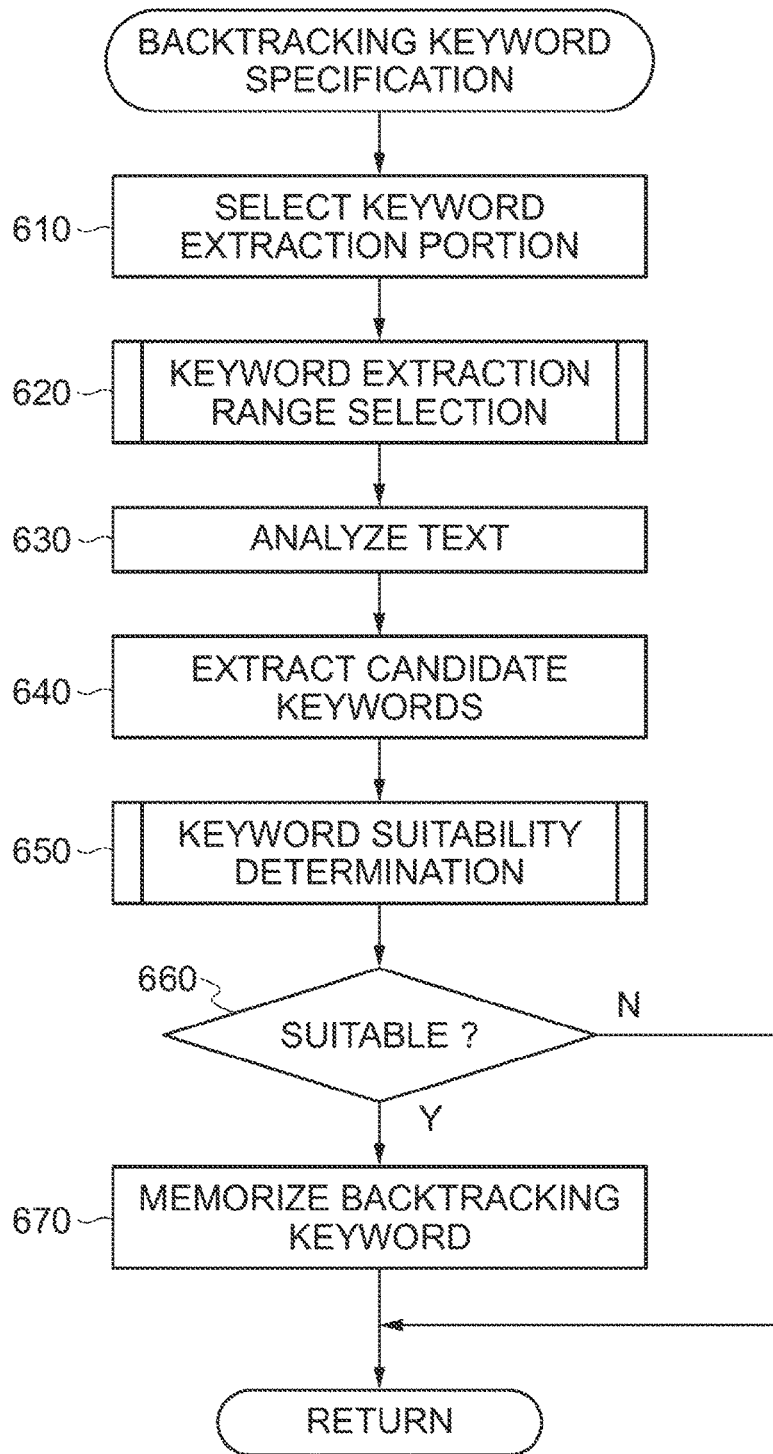 BACKTRACKING KEYWORD
SPECIFICATION
610
SELECT KEYWORD
EXTRACTION PORTION
620
KEYWORD EXTRACTION
RANGE SELECTION
630
ANALYZE TEXT
640
EXTRACT CANDIDATE
KEYWORDS
650
KEYWORD SUITABILITY
DETERMINATION
660
SUITABLE ?
N
Y
670
MEMORIZE BACKTRACKING
KEYWORD
RETURN